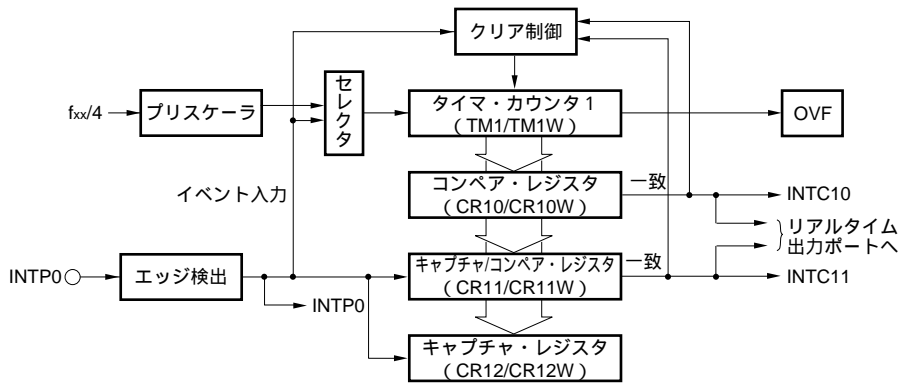 クリア制御
fxx/4
プリスケーラ
セレクタ
タイマ・カウンタ1
(TM1/TM1W)
OVF
イベント入力
コンペア・レジスタ
(CR10/CR10W)
一致
INTC10
リアルタイム
出力ポートへ
INTP0
エッジ検出
INTP0
キャプチャ/コンペア・レジスタ
(CR11/CR11W)
一致
INTC11
キャプチャ・レジスタ
(CR12/CR12W)